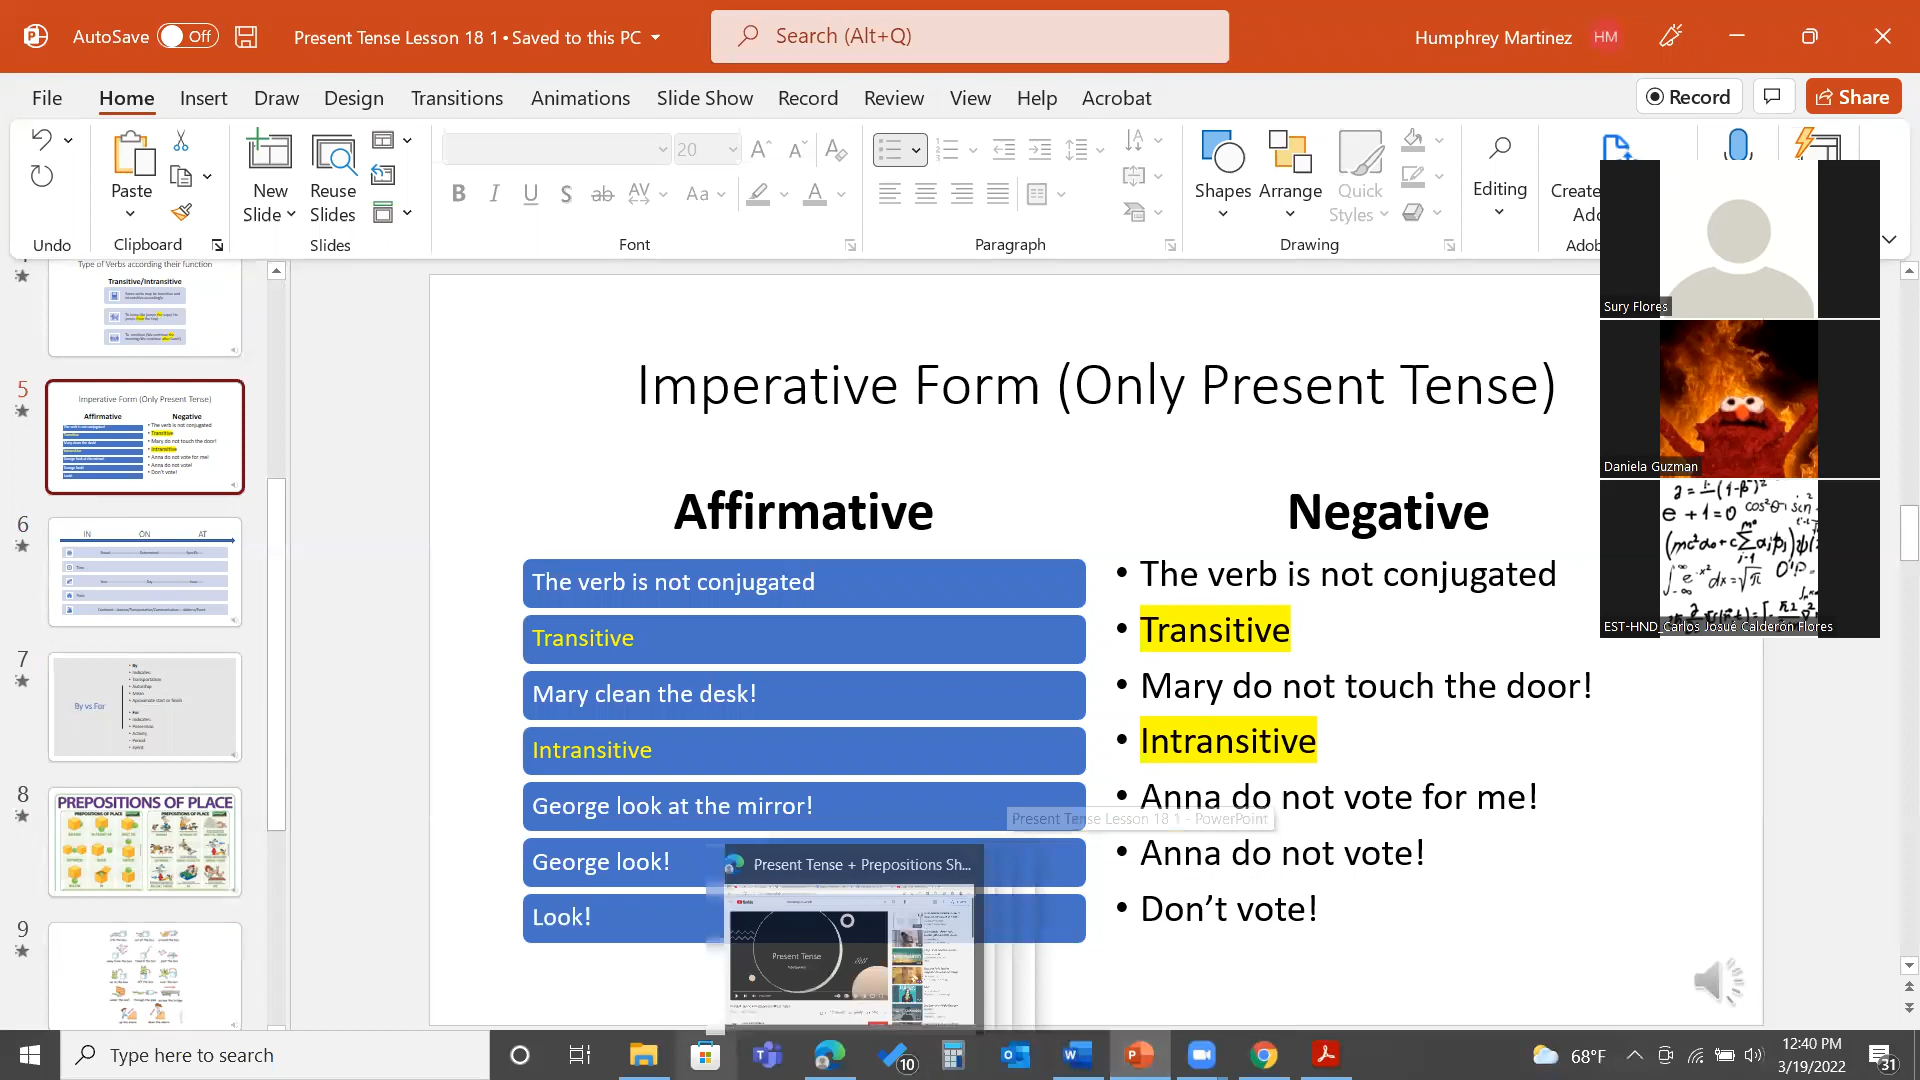 AutoSave Off Present Tense Lesson 18 1 • Saved to this PC Search (Alt+Q) Humphrey Martinez HM
File Home Insert Draw Design Transitions Animations Slide Show Record Review View Help Acrobat Record Share
Paste New Slide Reuse Slides 20 Shapes Arrange Quick Styles Editing
Undo Clipboard Slides Font Paragraph Drawing
Type of Verbs according their function
Transitive/Intransitive
5
Imperative Form (Only Present Tense)
Affirmative Negative
6
IN ON AT
7
By vs For
8
PREPOSITIONS OF PLACE
9
Imperative Form (Only Present Tense)
Affirmative
The verb is not conjugated
Transitive
Mary clean the desk!
Intransitive
George look at the mirror!
George look!
Look!
Negative
• The verb is not conjugated
• Transitive
• Mary do not touch the door!
• Intransitive
• Anna do not vote for me!
• Anna do not vote!
• Don’t vote!
Present Tense Lesson 18 1 - PowerPoint
Present Tense + Prepositions Sh...
Present Tense
Sury Flores
Daniela Guzman
EST-HND_Carlos Josué Calderón Flores
Type here to search
10
68°F
12:40 PM
3/19/2022
31